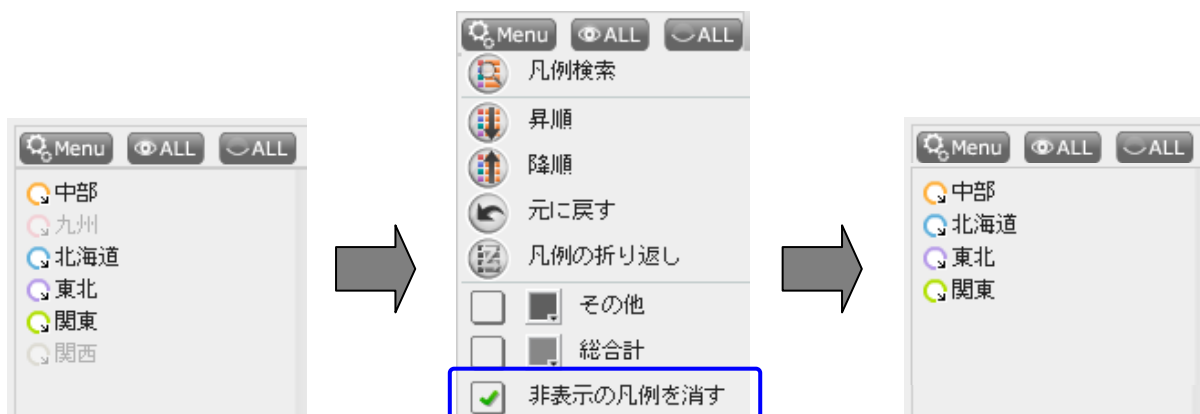 Menu ALL ALL
中部
九州
北海道
東北
関東
関西
Menu ALL ALL
凡例検索
昇順
降順
元に戻す
凡例の折り返し
その他
総合計
非表示の凡例を消す
Menu ALL ALL
中部
北海道
東北
関東